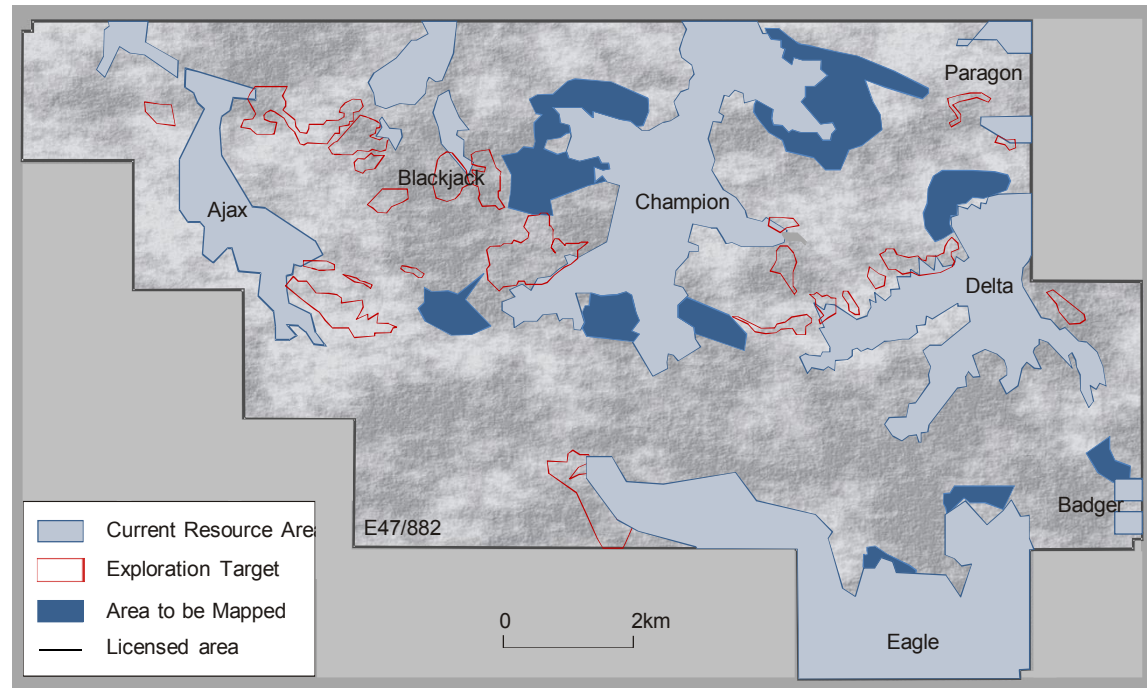 Paragon
Blackjack
Ajax
Champion
Delta
Badger
E47/882
Eagle
Current Resource Area
Exploration Target
Area to be Mapped
Licensed area
0 2km